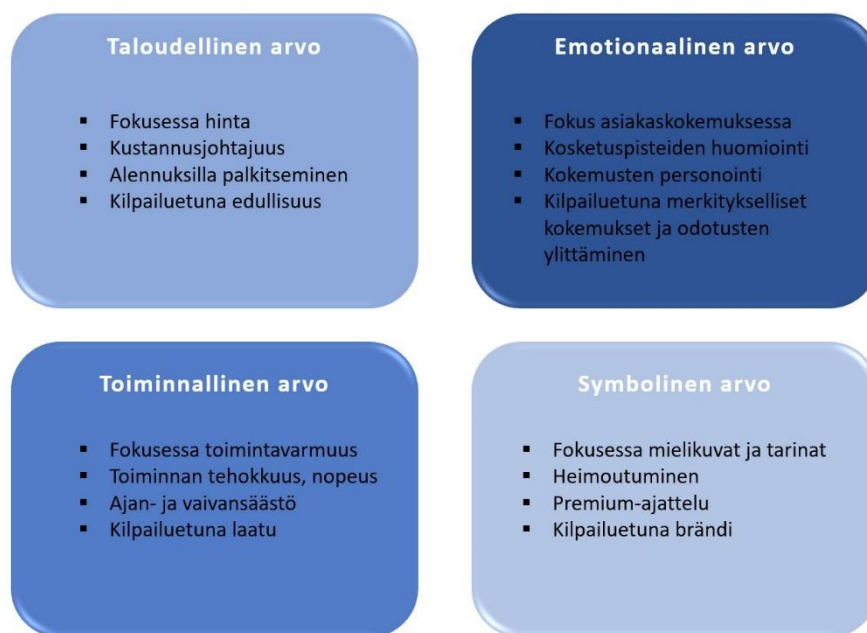 Taloudellinen arvo
▪ Fokusessa hinta
▪ Kustannusjohtajuus
▪ Alennuksilla palkitseminen
▪ Kilpailuetuna edullisuus
Emotionaalinen arvo
▪ Fokus asiakaskokemuksessa
▪ Kosketuspisteiden huomiointi
▪ Kokemusten personointi
▪ Kilpailuetuna merkitykselliset
kokemukset ja odotusten
ylittäminen
Toiminnallinen arvo
▪ Fokusessa toimintavarmuus
▪ Toiminnan tehokkuus, nopeus
▪ Ajan- ja vaivansäästö
▪ Kilpailuetuna laatu
Symbolinen arvo
▪ Fokusessa mielikuvat ja tarinat
▪ Heimoutuminen
▪ Premium-ajattelu
▪ Kilpailuetuna brändi